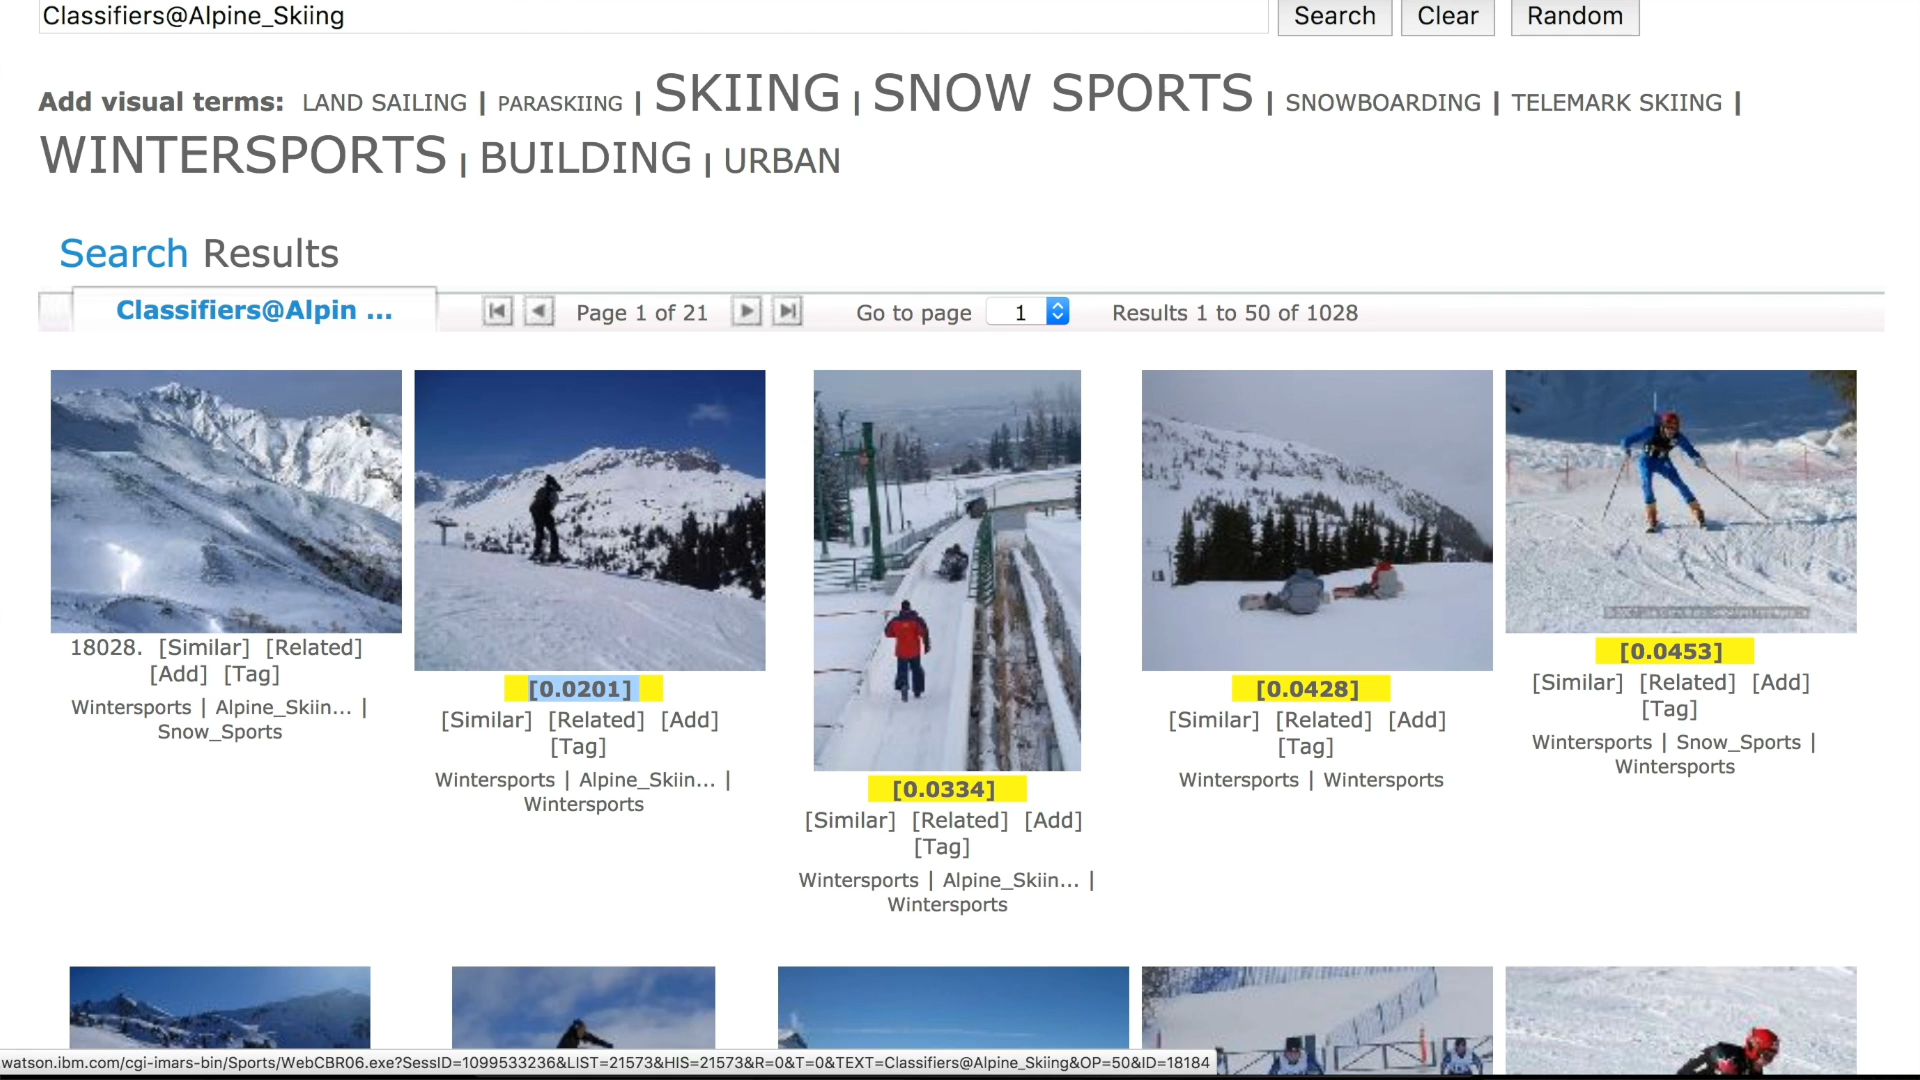 Classifiers@Alpine_Skiing Search Clear Random
Add visual terms: LAND SAILING | PARASKIING | SKIING | SNOW SPORTS | SNOWBOARDING | TELEMARK SKIING |
WINTERSPORTS | BUILDING | URBAN
Search Results
Classifiers@Alpin ... Page 1 of 21 Go to page 1 Results 1 to 50 of 1028
18028. [Similar] [Related]
[Add] [Tag]
Wintersports | Alpine_Skiin... |
Snow_Sports
[0.0201]
[Similar] [Related] [Add]
[Tag]
Wintersports | Alpine_Skiin... |
Wintersports
[0.0334]
[Similar] [Related] [Add]
[Tag]
Wintersports | Alpine_Skiin... |
Wintersports
[0.0428]
[Similar] [Related] [Add]
[Tag]
Wintersports | Wintersports
[0.0453]
[Similar] [Related] [Add]
[Tag]
Wintersports | Snow_Sports |
Wintersports
watson.ibm.com/cgi-imars-bin/Sports/WebCBR06.exe?SessID=1099533236&LIST=21573&HIS=21573&R=0&T=0&TEXT=Classifiers@Alpine_Skiing&OP=50&ID=18184